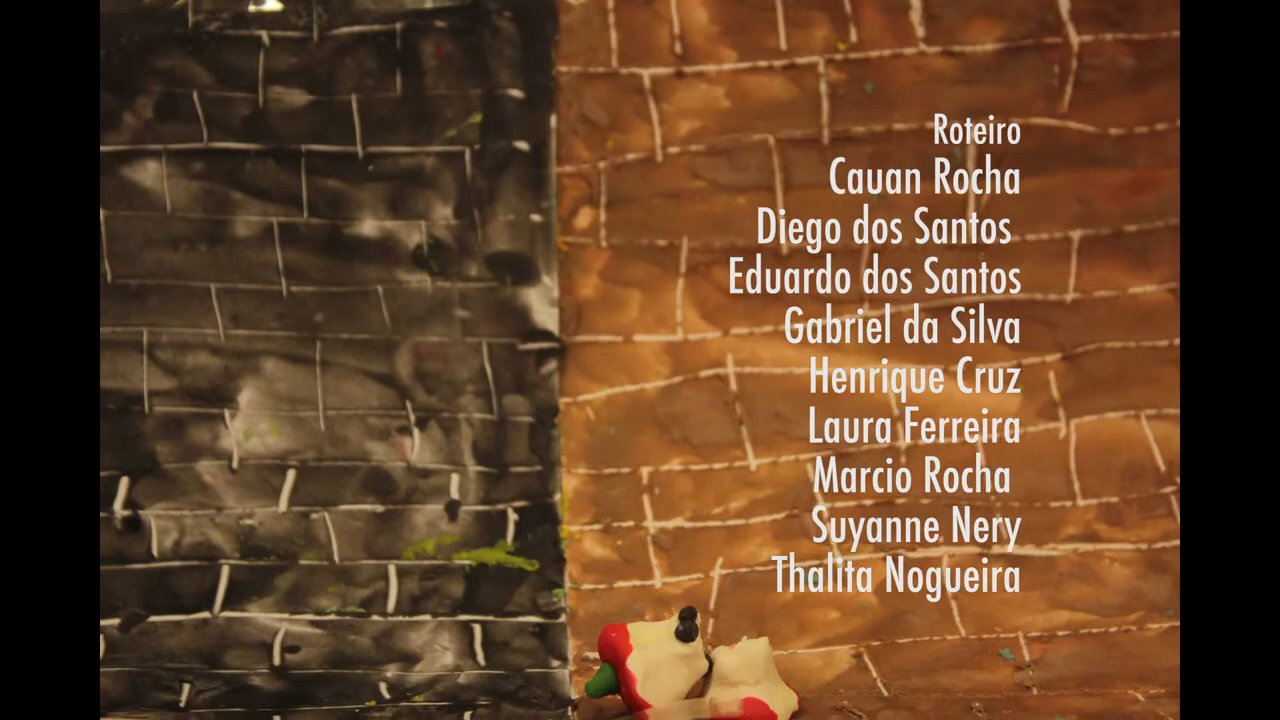 Roteiro
Cauan Rocha
Diego dos Santos
Eduardo dos Santos
Gabriel da Silva
Henrique Cruz
Laura Ferreira
Marcio Rocha
Suyanne Nery
Thalita Nogueira